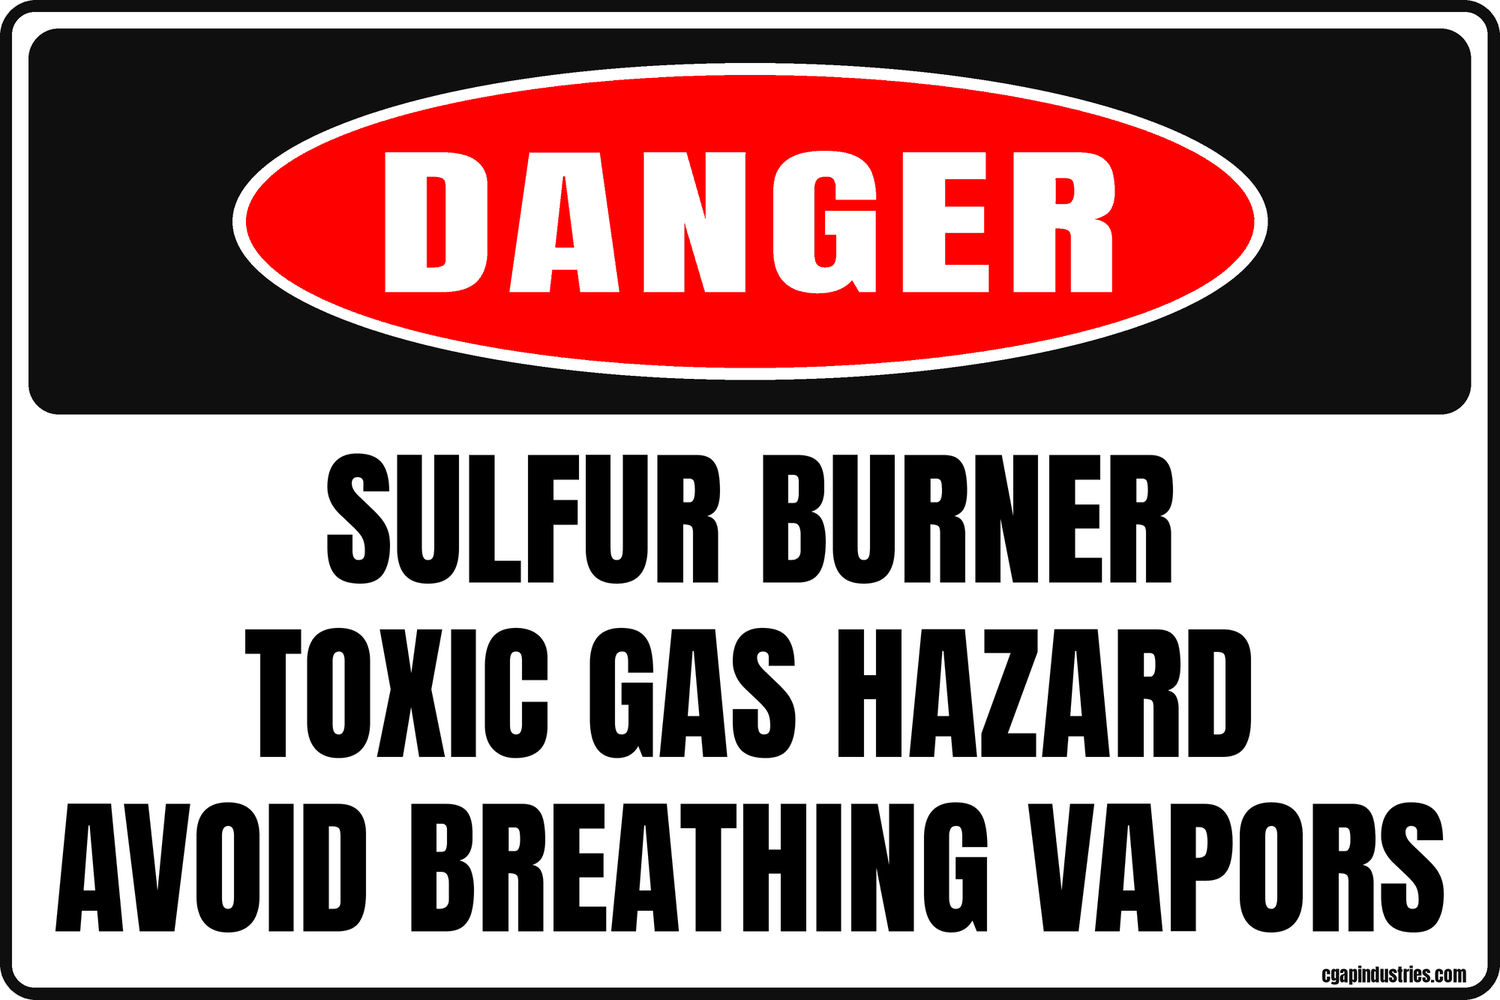 DANGER
SULFUR BURNER
TOXIC GAS HAZARD
AVOID BREATHING VAPORS
cgapindustries.com